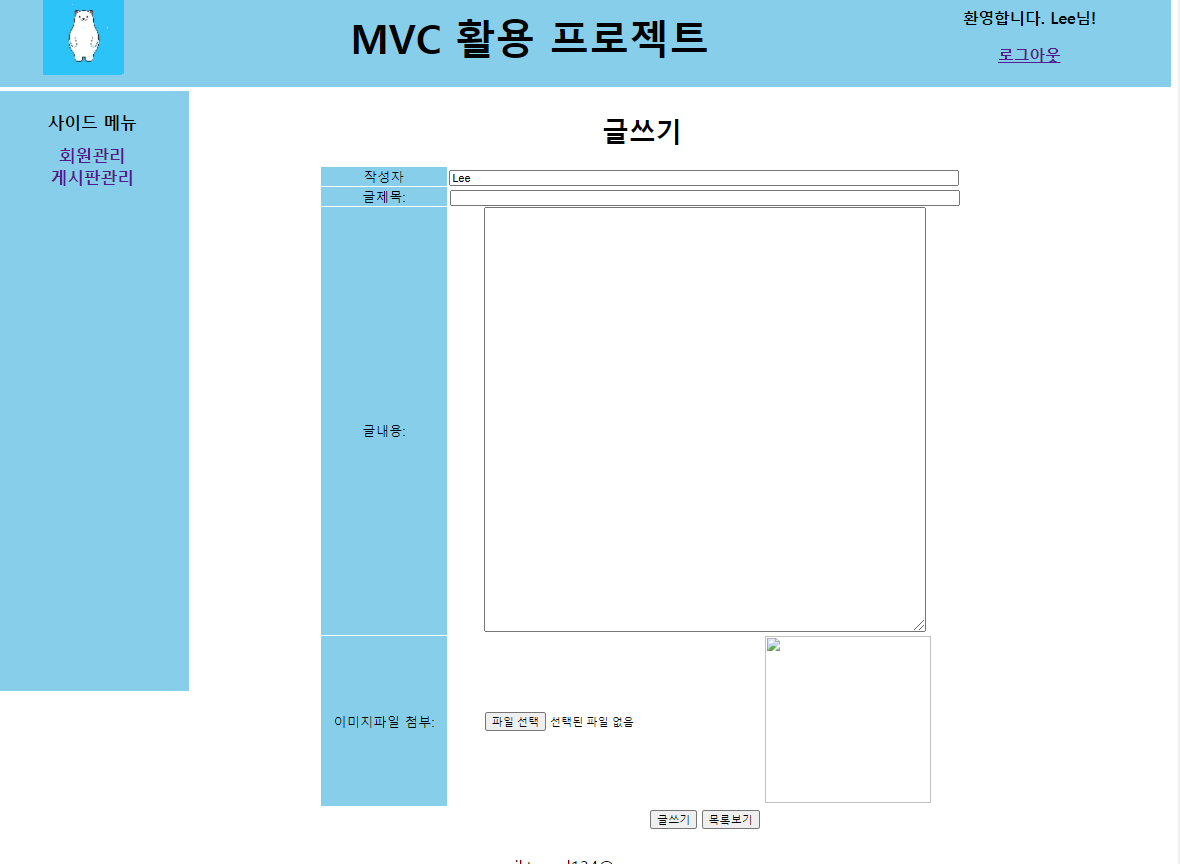 MVC 활용 프로젝트
환영합니다. Lee님!
로그아웃
사이드 메뉴
회원관리
게시판관리
글쓰기
작성자
Lee
글제목:
글내용:
이미지파일 첨부:
파일 선택 선택된 파일 없음
글쓰기 목록보기